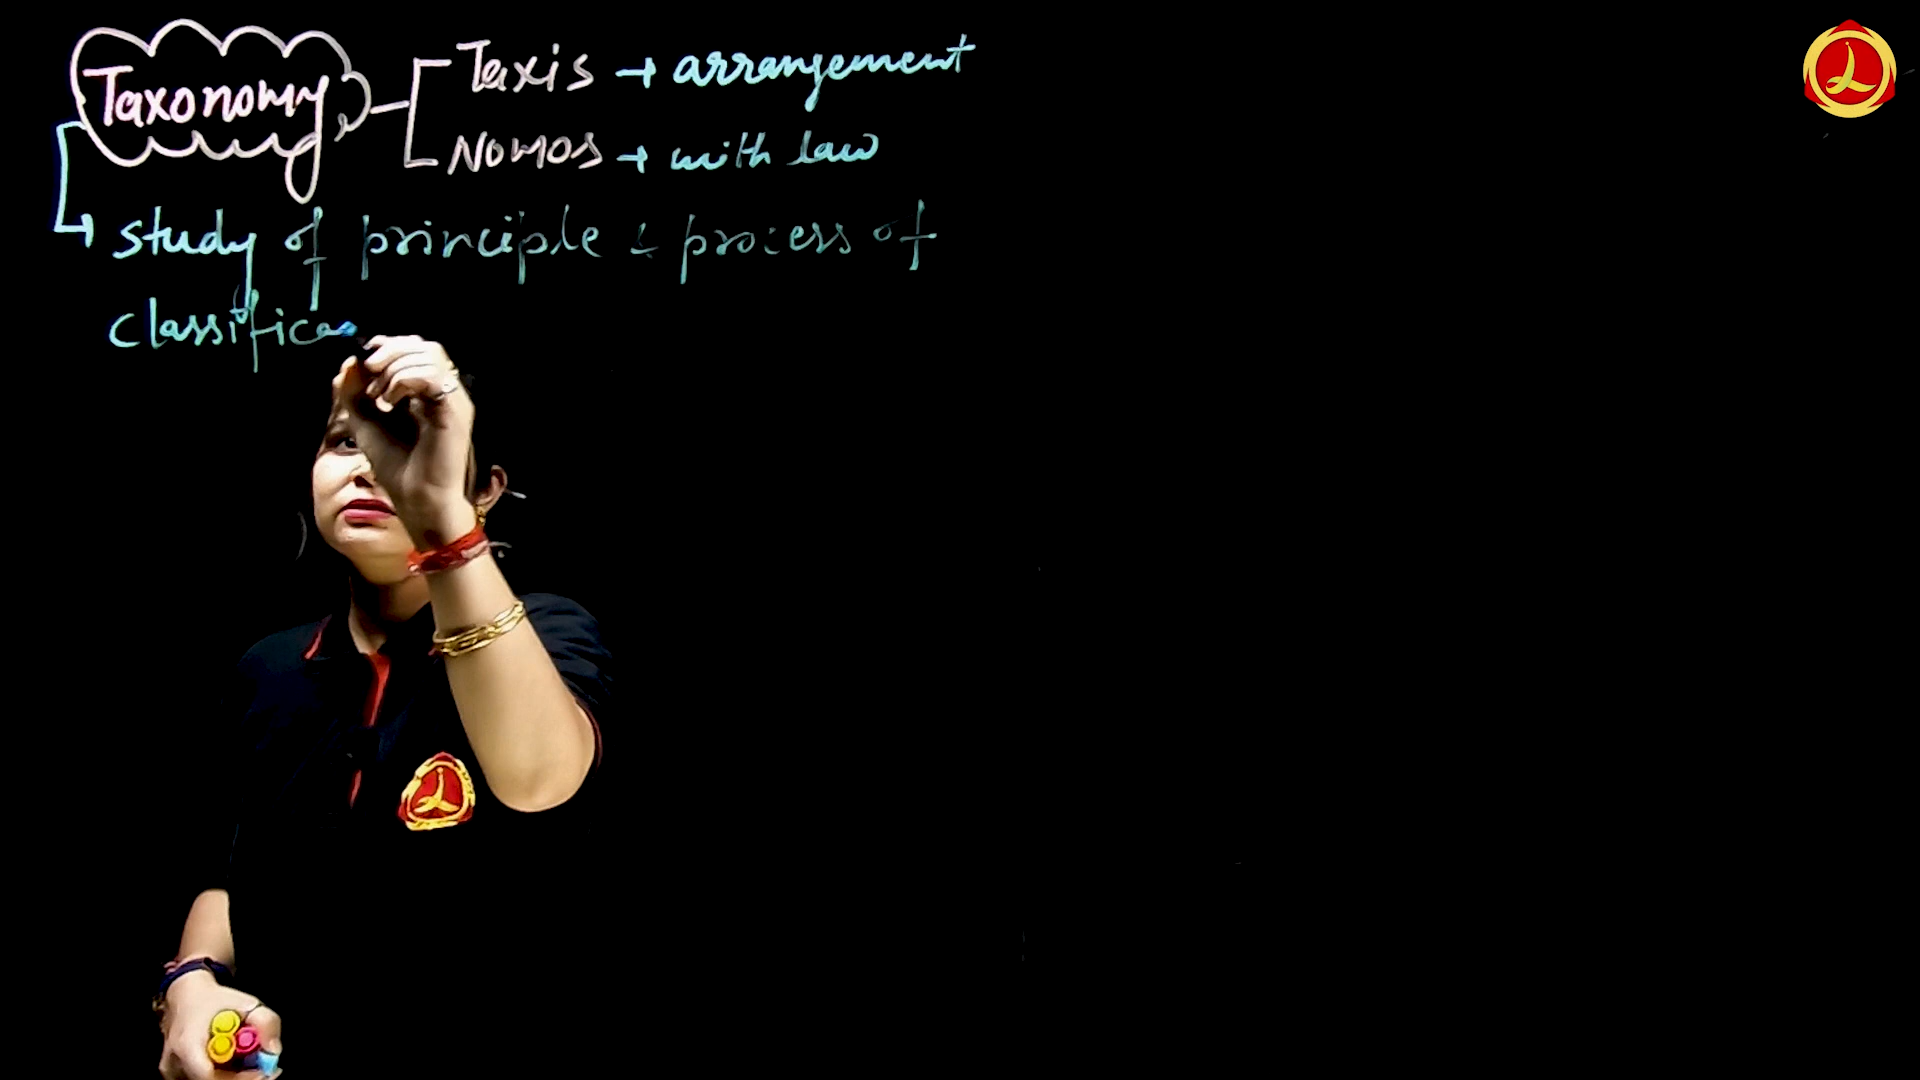 Taxonomy
Taxis → arrangement
Nomos → with law
study of principle & process of
classifica